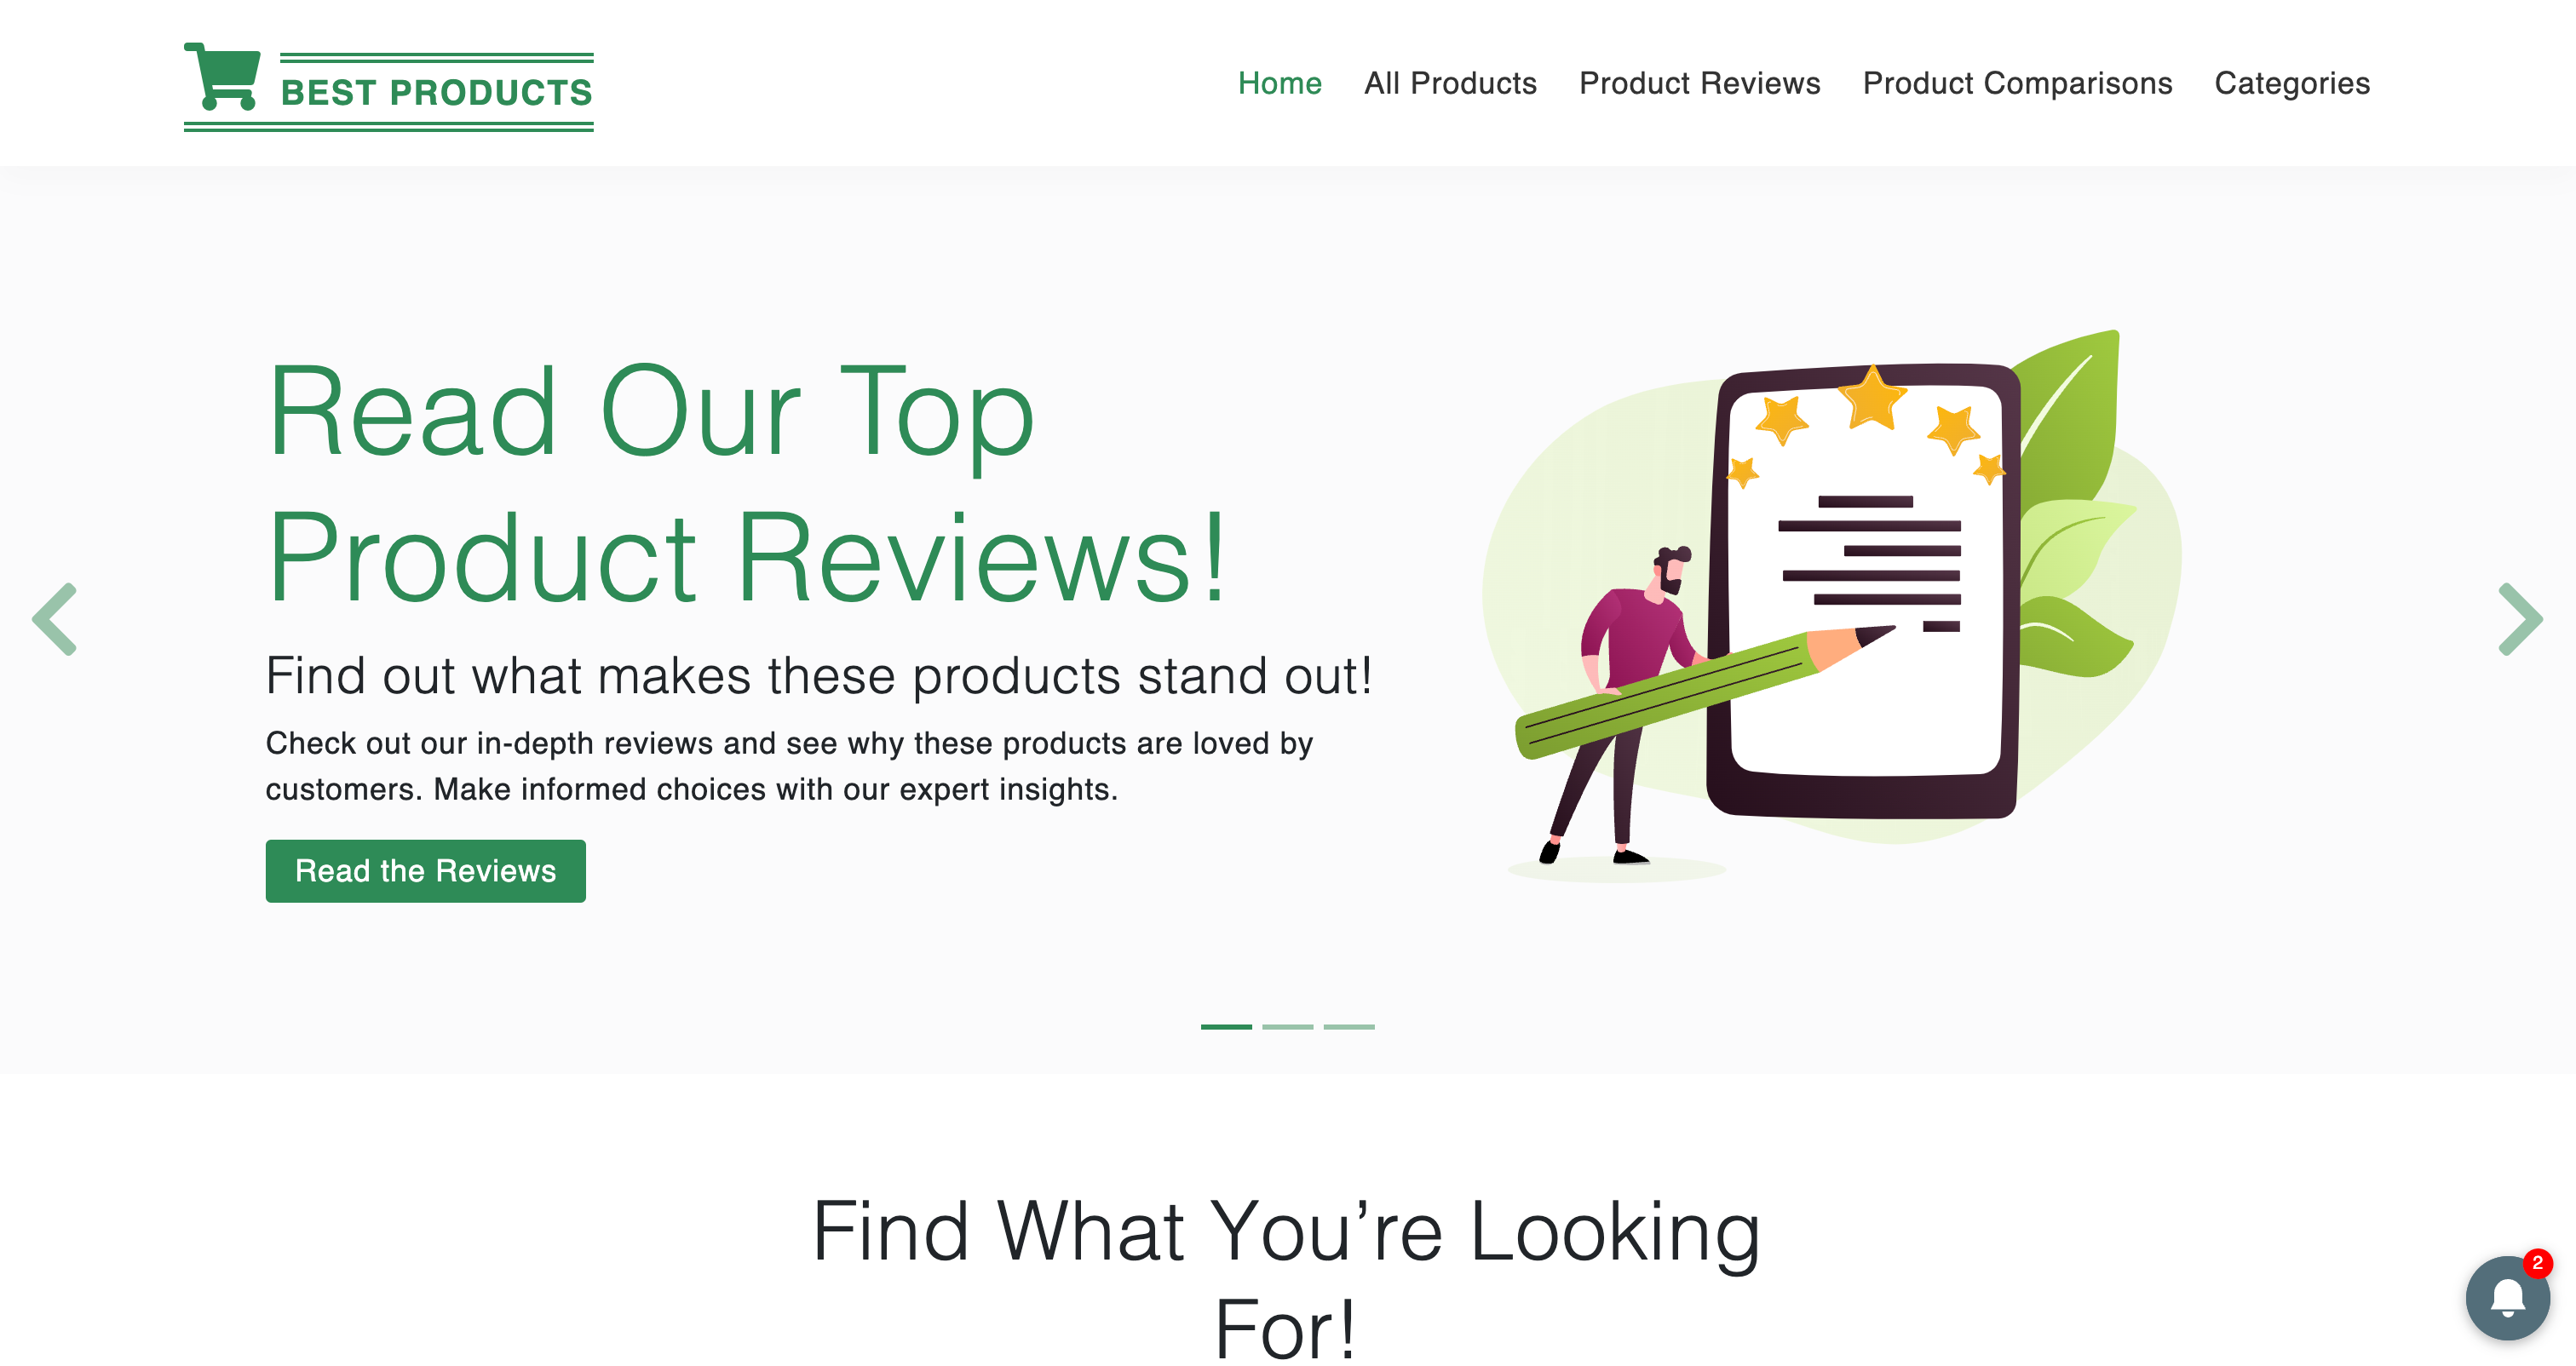 BEST PRODUCTS
Home All Products Product Reviews Product Comparisons Categories
Read Our Top
Product Reviews!
Find out what makes these products stand out!
Check out our in-depth reviews and see why these products are loved by
customers. Make informed choices with our expert insights.
Read the Reviews
Find What You’re Looking
For!
2